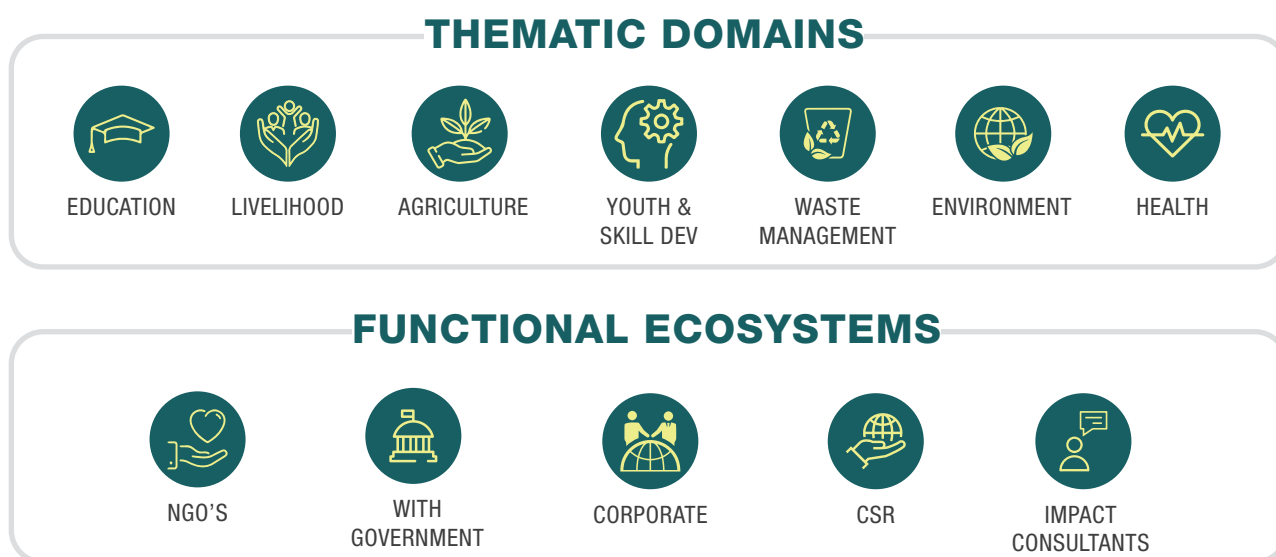 THEMATIC DOMAINS
EDUCATION
LIVELIHOOD
AGRICULTURE
YOUTH &
SKILL DEV
WASTE
MANAGEMENT
ENVIRONMENT
HEALTH
FUNCTIONAL ECOSYSTEMS
NGO'S
WITH
GOVERNMENT
CORPORATE
CSR
IMPACT
CONSULTANTS